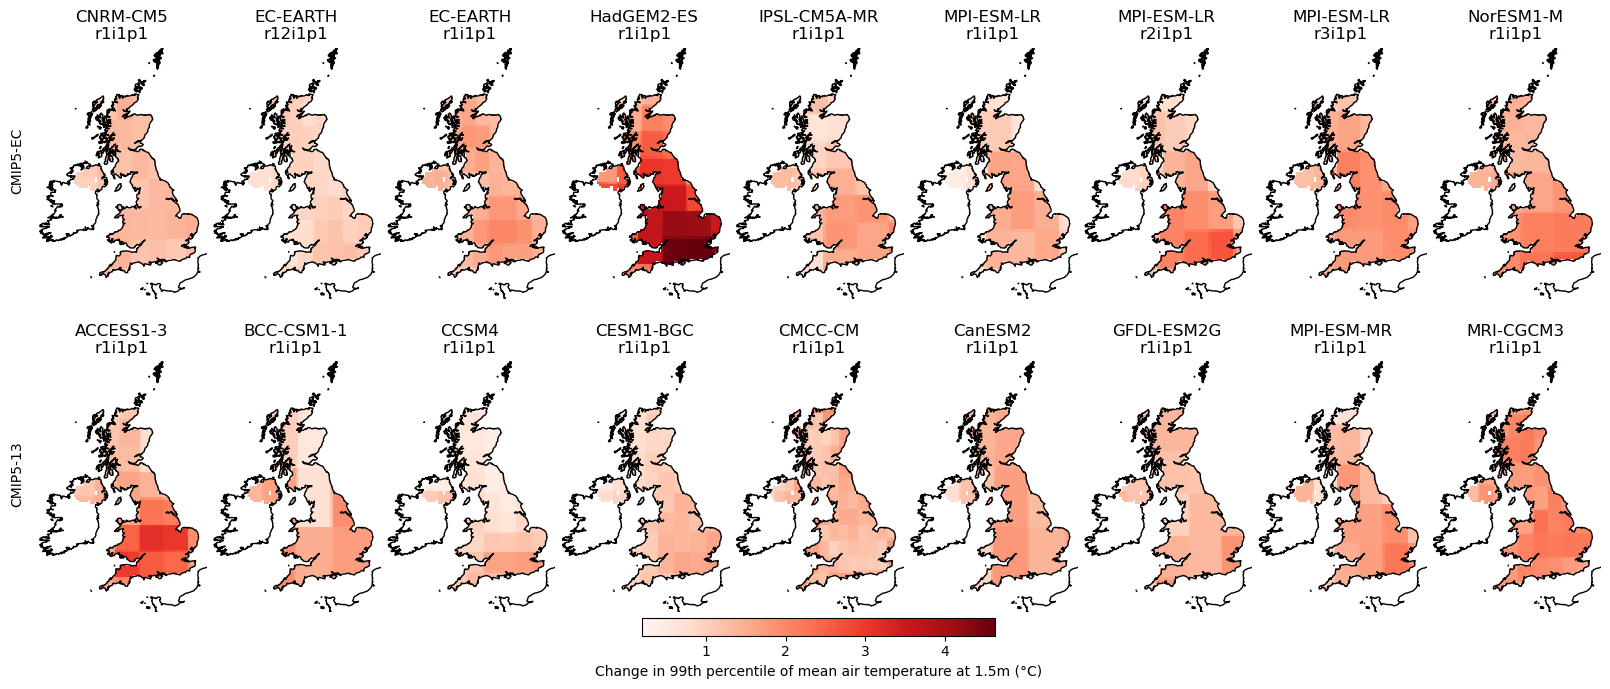 CNRM-CM5
r1i1p1
EC-EARTH
r12i1p1
EC-EARTH
r1i1p1
HadGEM2-ES
r1i1p1
IPSL-CM5A-MR
r1i1p1
MPI-ESM-LR
r1i1p1
MPI-ESM-LR
r2i1p1
MPI-ESM-LR
r3i1p1
NorESM1-M
r1i1p1
CMIP5-EC
ACCESS1-3
r1i1p1
BCC-CSM1-1
r1i1p1
CCSM4
r1i1p1
CESM1-BGC
r1i1p1
CMCC-CM
r1i1p1
CanESM2
r1i1p1
GFDL-ESM2G
r1i1p1
MPI-ESM-MR
r1i1p1
MRI-CGCM3
r1i1p1
CMIP5-13
1 2 3 4
Change in 99th percentile of mean air temperature at 1.5m (°C)